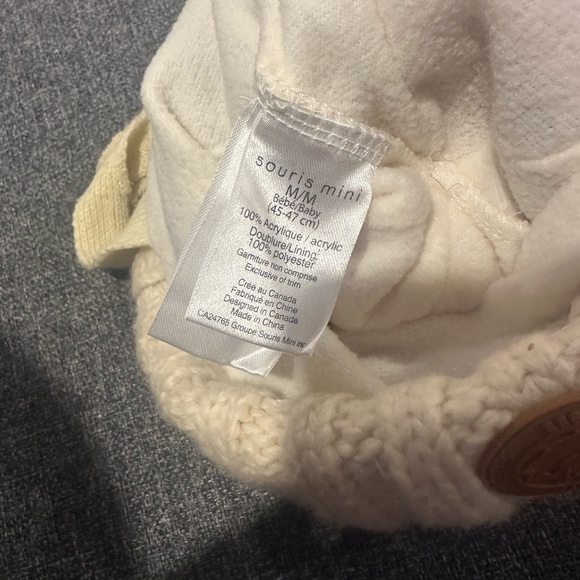 souris mini
M/M
Bébé/Baby
(45-47 cm)
100% Acrylique / acrylic
Doublure/Lining:
100% polyester
Garniture non comprise
Exclusive of trim
Créé au Canada
Fabriqué en Chine
Designed in Canada
Made in China
CA24765 Groupe Souris Mini inc